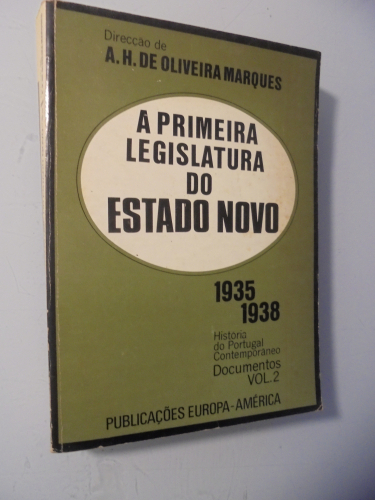 Direcção de
A. H. DE OLIVEIRA MARQUES
A PRIMEIRA
LEGISLATURA
DO
ESTADO NOVO
1935
1938
História
do Portugal
Contemporâneo
Documentos
VOL. 2
PUBLICAÇÕES EUROPA-AMÉRICA